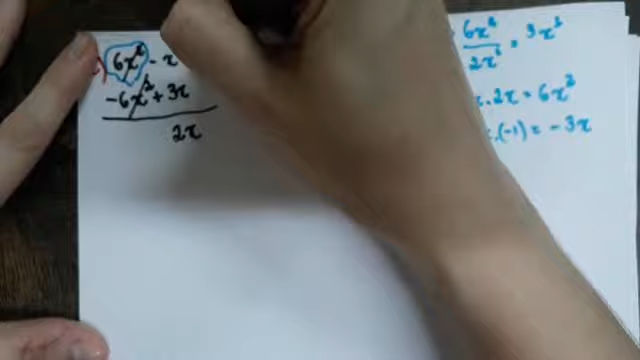 6x² - x
-6x² + 3x
2x
6x²/2x = 3x
. 2x = 6x²
.(-1) = -3x